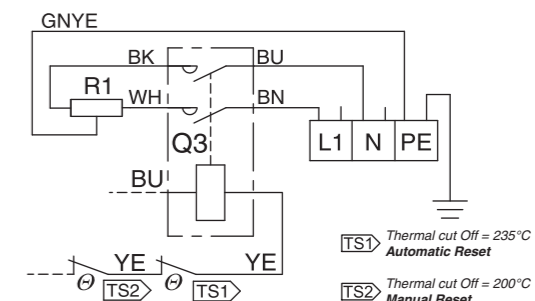 GNYE
BK BU
R1
WH BN
Q3
L1 N PE
BU
YE YE
Θ TS2 Θ TS1
TS1 Thermal cut Off = 235°C
Automatic Reset
TS2 Thermal cut Off = 200°C
Manual Reset